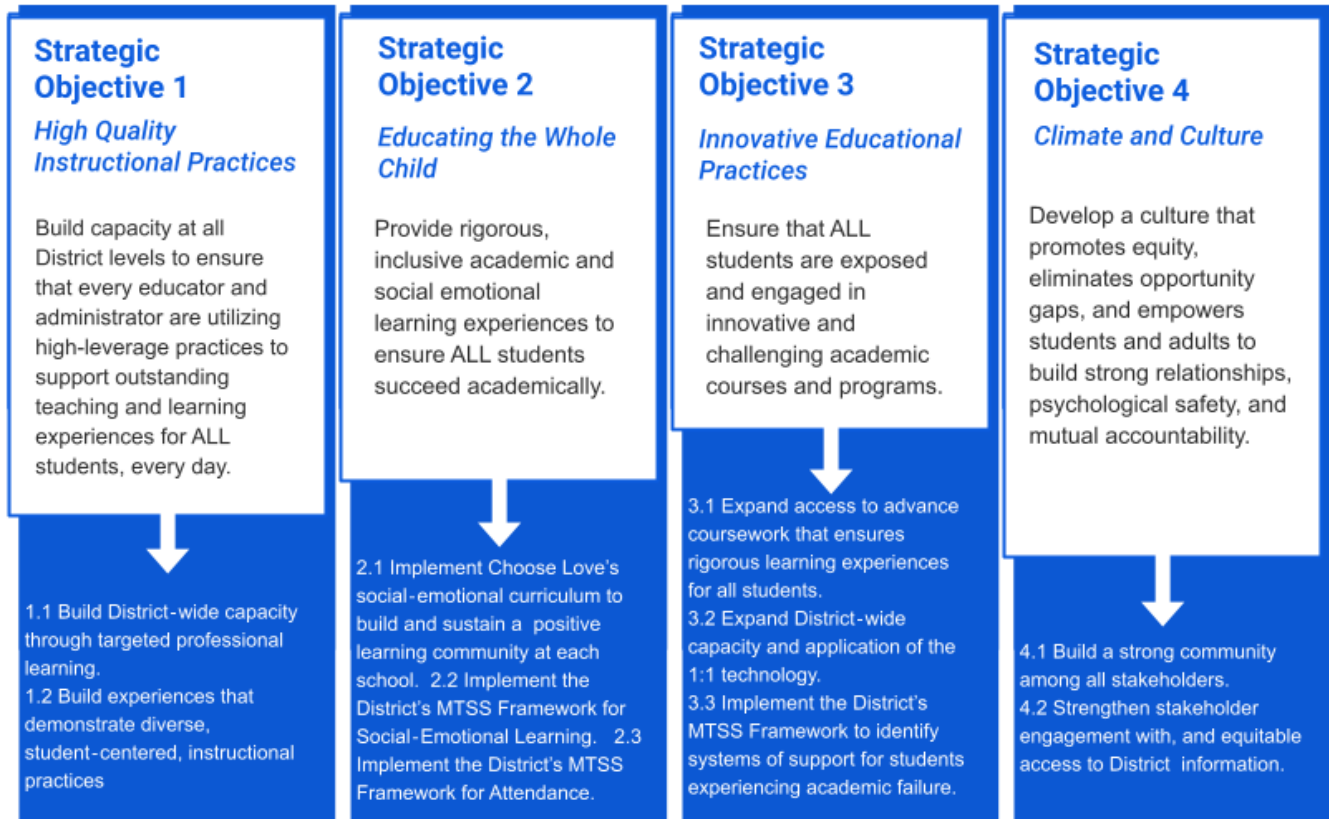 Strategic
Objective 1
High Quality
Instructional Practices
Build capacity at all
District levels to ensure
that every educator and
administrator are utilizing
high-leverage practices to
support outstanding
teaching and learning
experiences for ALL
students, every day.
1.1 Build District-wide capacity
through targeted professional
learning.
1.2 Build experiences that
demonstrate diverse,
student-centered, instructional
practices
Strategic
Objective 2
Educating the Whole
Child
Provide rigorous,
inclusive academic and
social emotional
learning experiences to
ensure ALL students
succeed academically.
2.1 Implement Choose Love's
social-emotional curriculum to
build and sustain a positive
learning community at each
school. 2.2 Implement the
District's MTSS Framework for
Social-Emotional Learning. 2.3
Implement the District's MTSS
Framework for Attendance.
Strategic
Objective 3
Innovative Educational
Practices
Ensure that ALL
students are exposed
and engaged in
innovative and
challenging academic
courses and programs.
3.1 Expand access to advance
coursework that ensures
rigorous learning experiences
for all students.
3.2 Expand District-wide
capacity and application of the
1:1 technology.
3.3 Implement the District's
MTSS Framework to identify
systems of support for students
experiencing academic failure.
Strategic
Objective 4
Climate and Culture
Develop a culture that
promotes equity,
eliminates opportunity
gaps, and empowers
students and adults to
build strong relationships,
psychological safety, and
mutual accountability.
4.1 Build a strong community
among all stakeholders.
4.2 Strengthen stakeholder
engagement with, and equitable
access to District information.